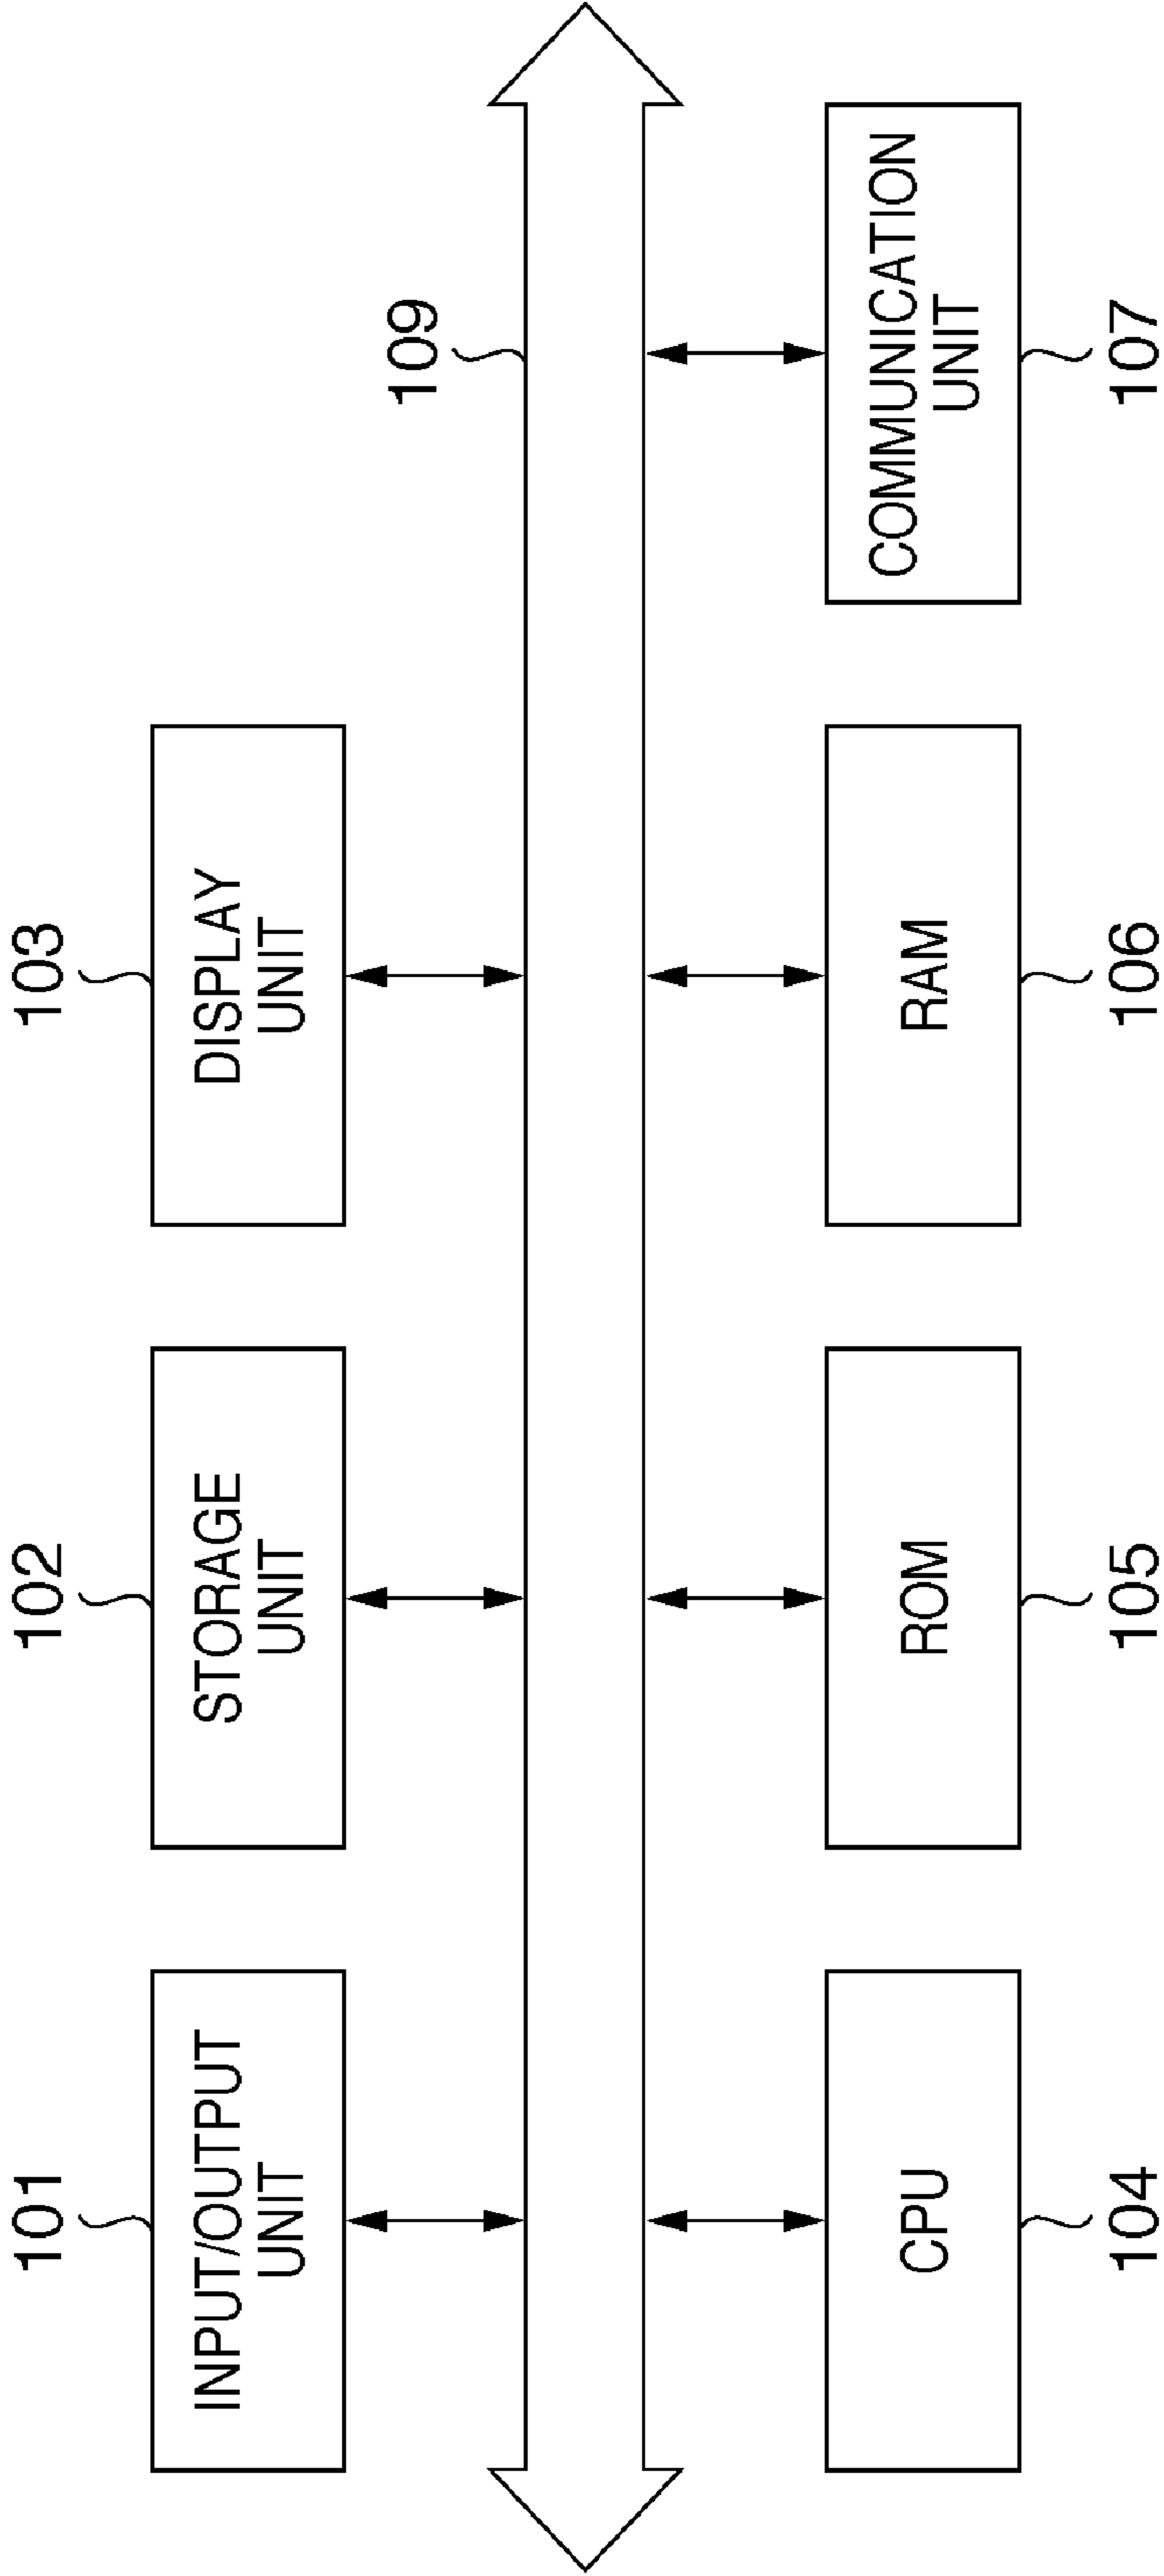 101
INPUT/OUTPUT
UNIT
102
STORAGE
UNIT
103
DISPLAY
UNIT
109
CPU
104
ROM
105
RAM
106
COMMUNICATION
UNIT
107